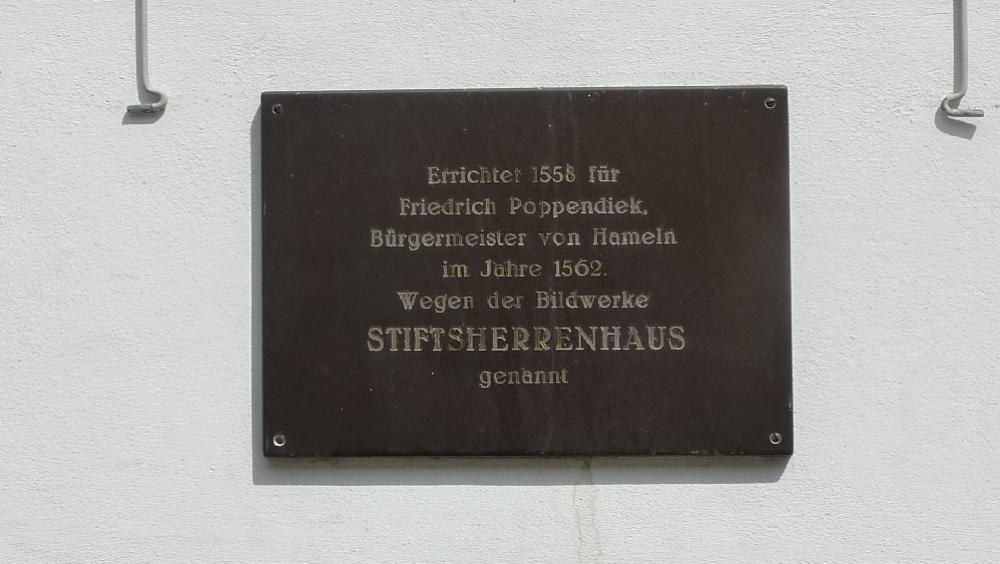 Errichtet 1558 für
Friedrich Poppendiek,
Bürgermeister von Hameln
im Jahre 1562.
Wegen der Bildwerke
STIFTSHERRENHAUS
genannt